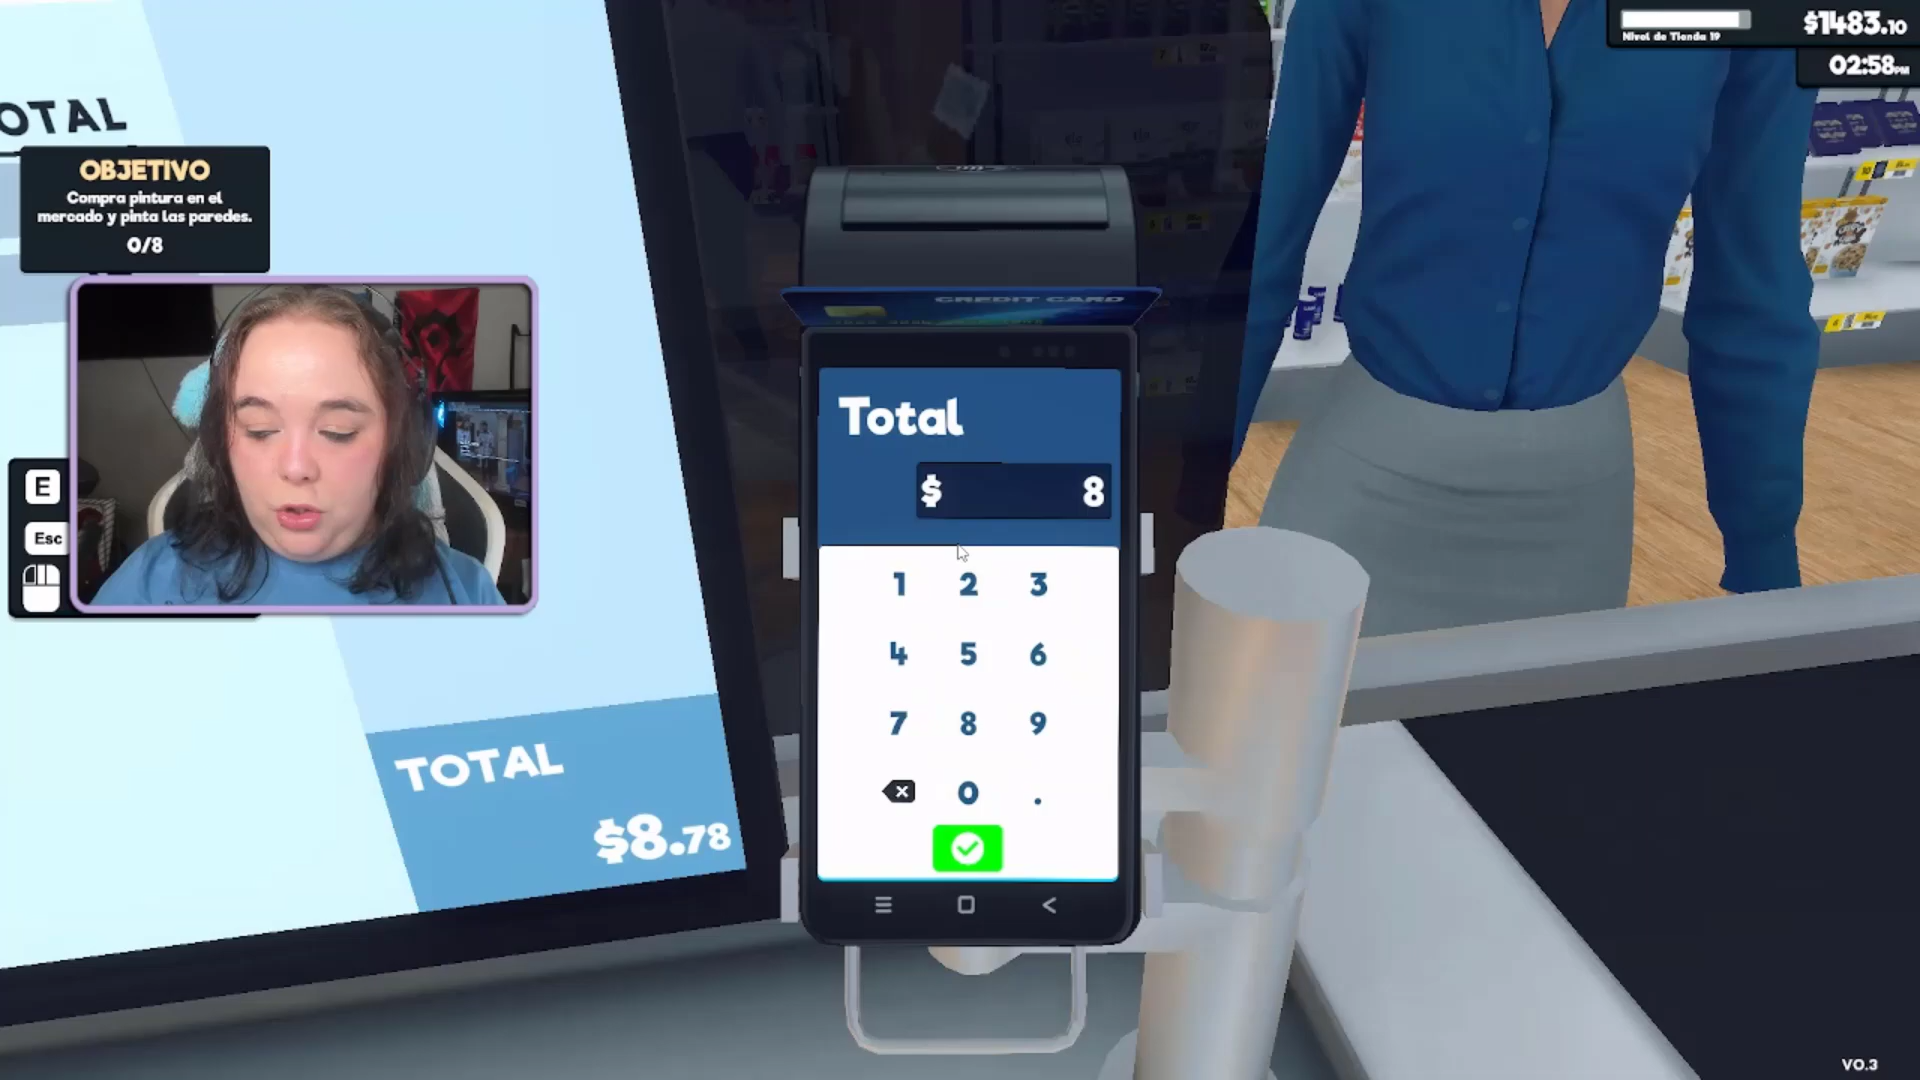 OTAL
OBJETIVO
Compra pintura en el
mercado y pinta las paredes.
0/8
E
Esc
TOTAL
$8.78
CREDIT CARD
Total
$ 8
1 2 3
4 5 6
7 8 9
0 .
$1483.10
Nivel de Tienda 19
02:58PM
V0.3